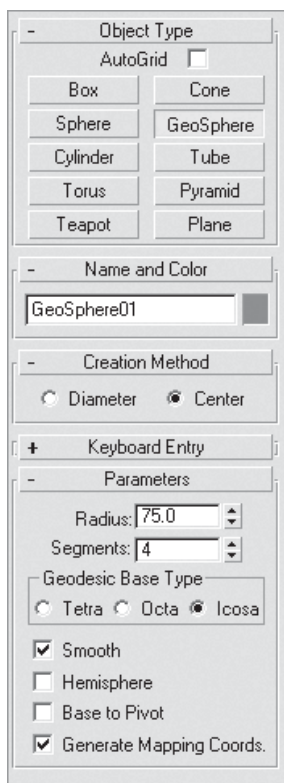 - Object Type
AutoGrid
Box Cone
Sphere GeoSphere
Cylinder Tube
Torus Pyramid
Teapot Plane
- Name and Color
GeoSphere01
- Creation Method
Diameter Center
+ Keyboard Entry
- Parameters
Radius: 75.0
Segments: 4
Geodesic Base Type
Tetra Octa Icosa
Smooth
Hemisphere
Base to Pivot
Generate Mapping Coords.